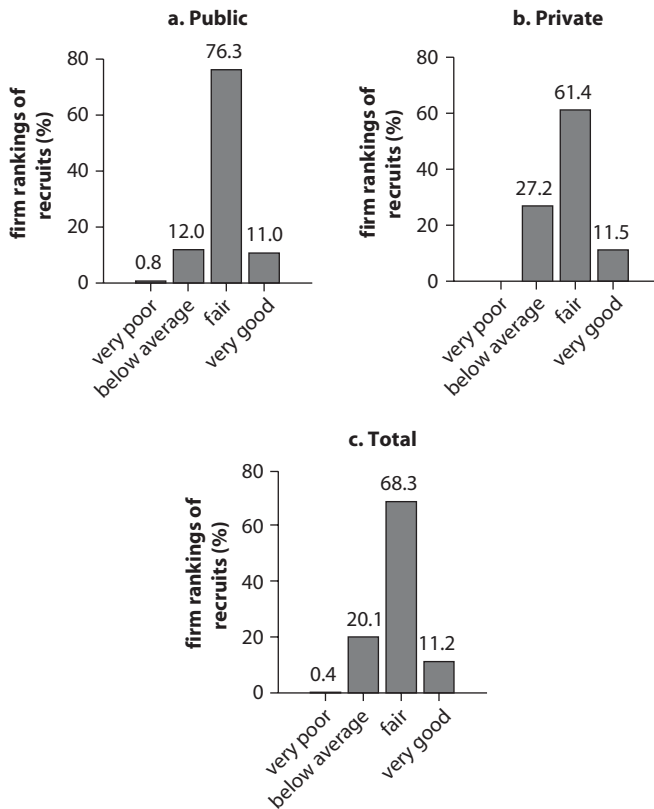 a. Public
firm rankings of
recruits (%)
80
60
40
20
0
0.8
12.0
76.3
11.0
very poor
below average
fair
very good
b. Private
firm rankings of
recruits (%)
80
60
40
20
0
27.2
61.4
11.5
very poor
below average
fair
very good
c. Total
firm rankings of
recruits (%)
80
60
40
20
0
0.4
20.1
68.3
11.2
very poor
below average
fair
very good